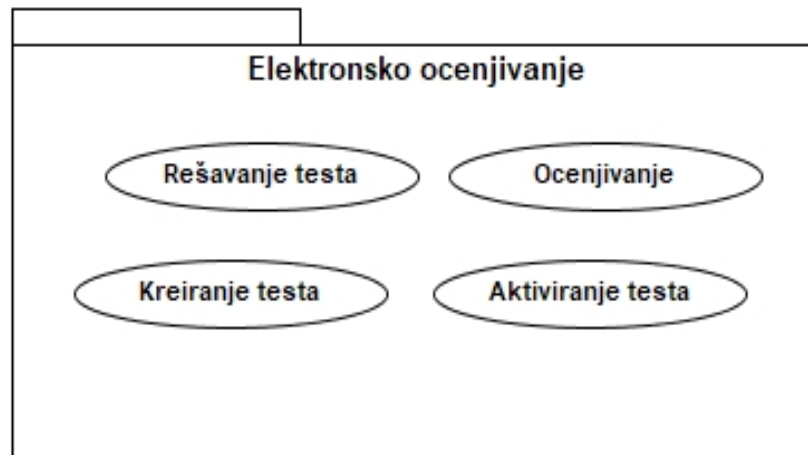 Elektronsko ocenjivanje
Rešavanje testa
Ocenjivanje
Kreiranje testa
Aktiviranje testa